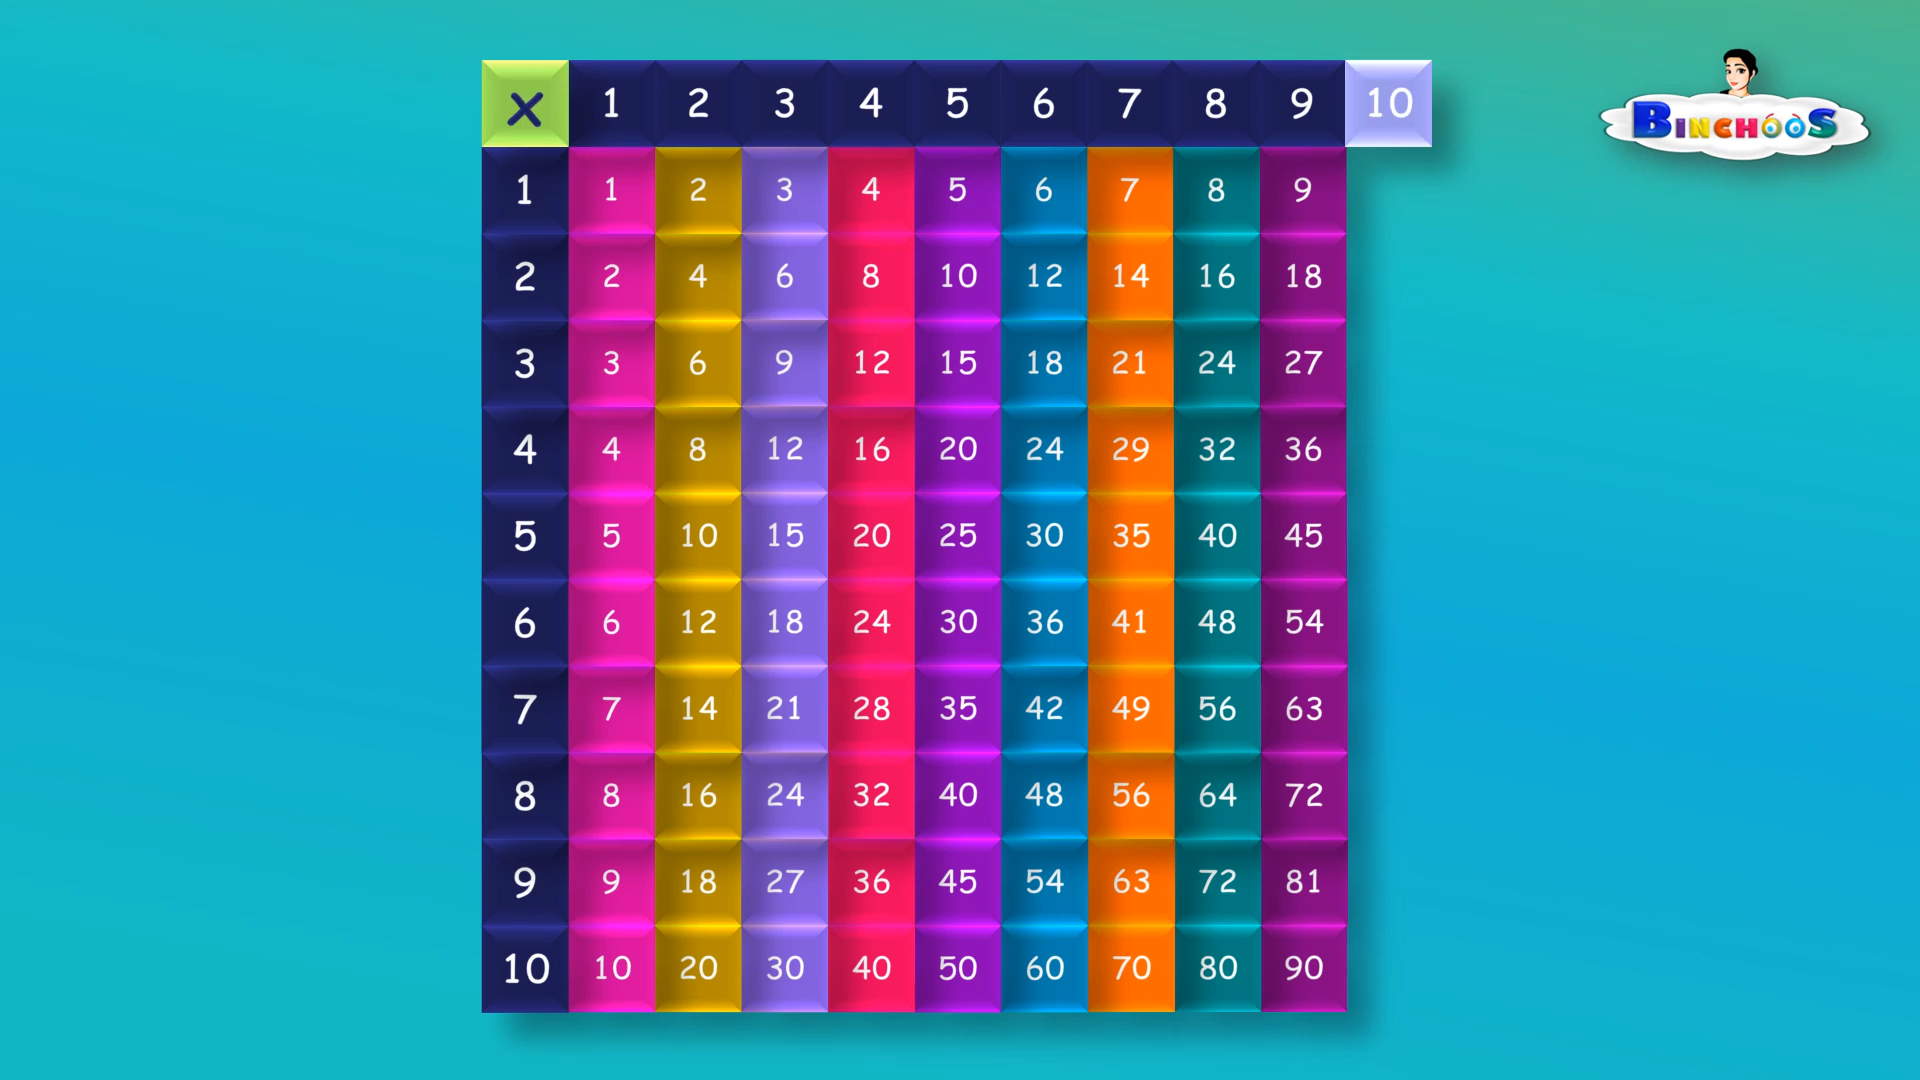 × 1 2 3 4 5 6 7 8 9 10
1 1 2 3 4 5 6 7 8 9
2 2 4 6 8 10 12 14 16 18
3 3 6 9 12 15 18 21 24 27
4 4 8 12 16 20 24 29 32 36
5 5 10 15 20 25 30 35 40 45
6 6 12 18 24 30 36 41 48 54
7 7 14 21 28 35 42 49 56 63
8 8 16 24 32 40 48 56 64 72
9 9 18 27 36 45 54 63 72 81
10 10 20 30 40 50 60 70 80 90
BINCHOOS